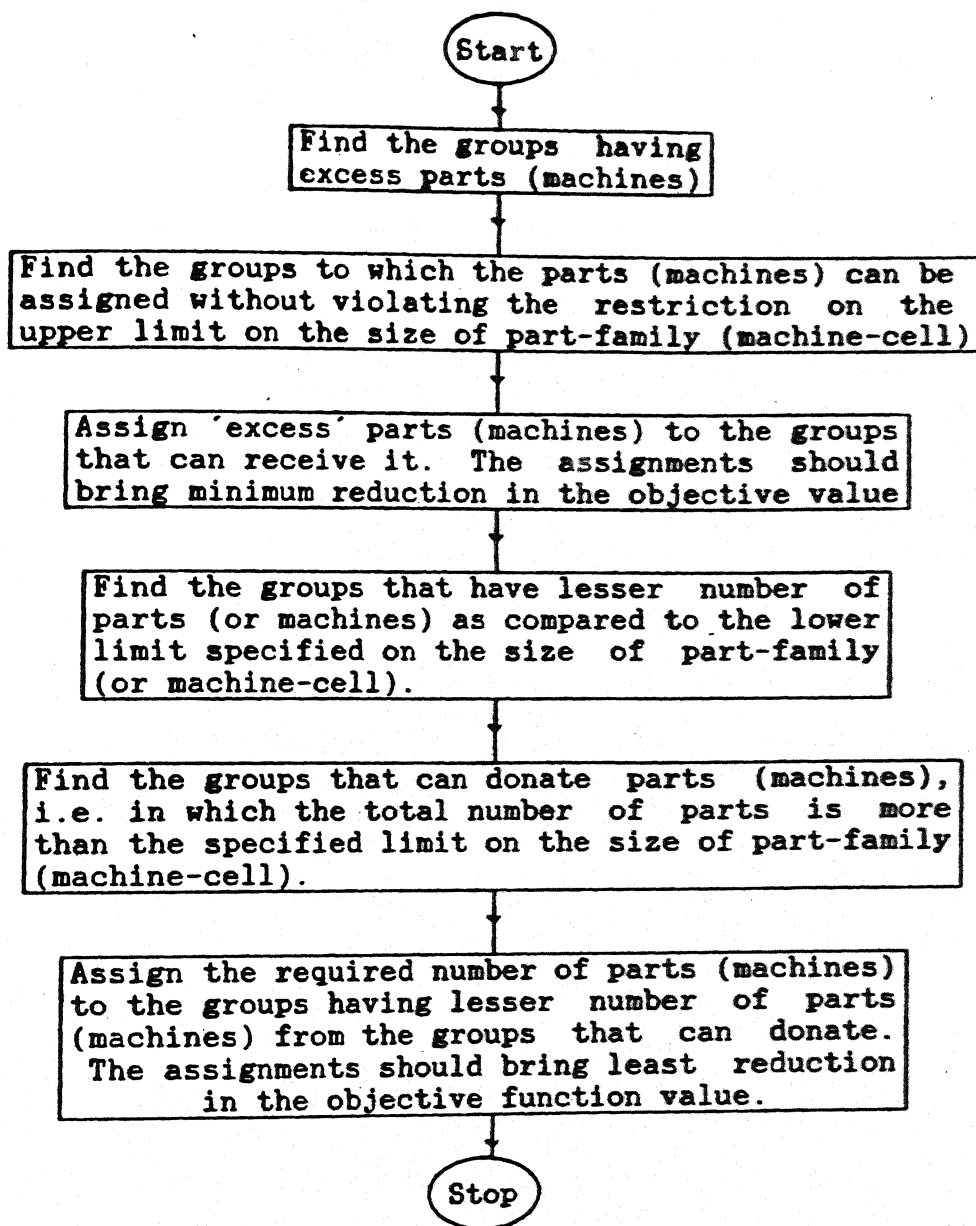 Start
Find the groups having
excess parts (machines)
Find the groups to which the parts (machines) can be
assigned without violating the restriction on the
upper limit on the size of part-family (machine-cell)
Assign ´excess´ parts (machines) to the groups
that can receive it. The assignments should
bring minimum reduction in the objective value
Find the groups that have lesser number of
parts (or machines) as compared to the lower
limit specified on the size of part-family
(or machine-cell).
Find the groups that can donate parts (machines),
i.e. in which the total number of parts is more
than the specified limit on the size of part-family
(machine-cell).
Assign the required number of parts (machines)
to the groups having lesser number of parts
(machines) from the groups that can donate.
The assignments should bring least reduction
in the objective function value.
Stop